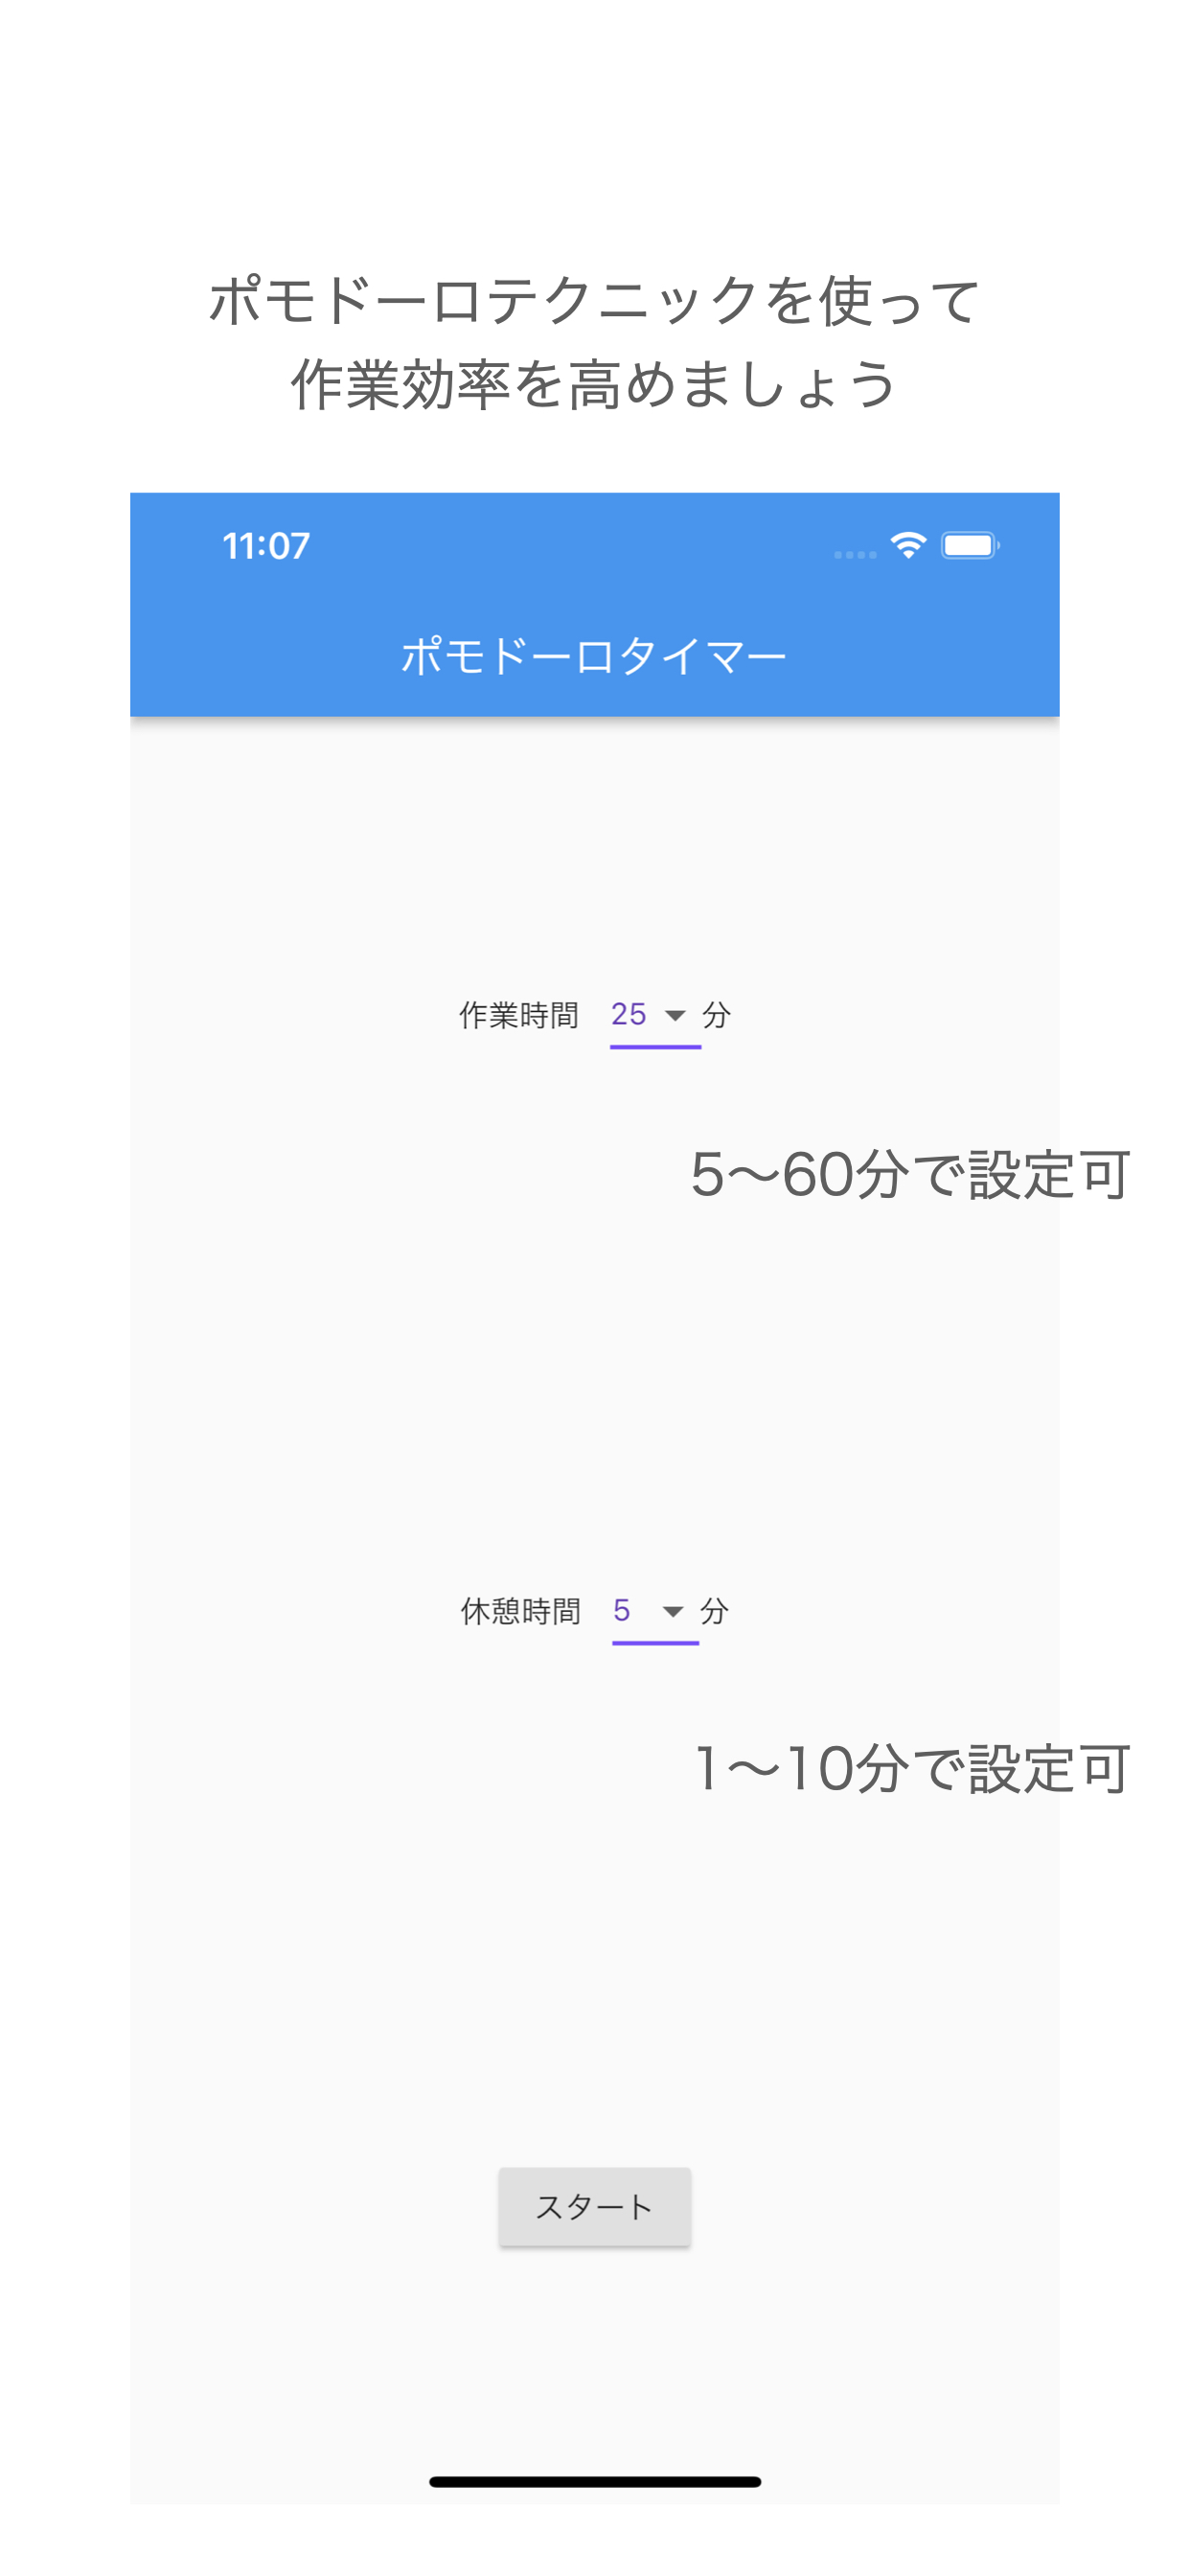 ポモドーロテクニックを使って
作業効率を高めましょう
11:07
ポモドーロタイマー
作業時間 25 分
5〜60分で設定可
休憩時間 5 分
1〜10分で設定可
スタート